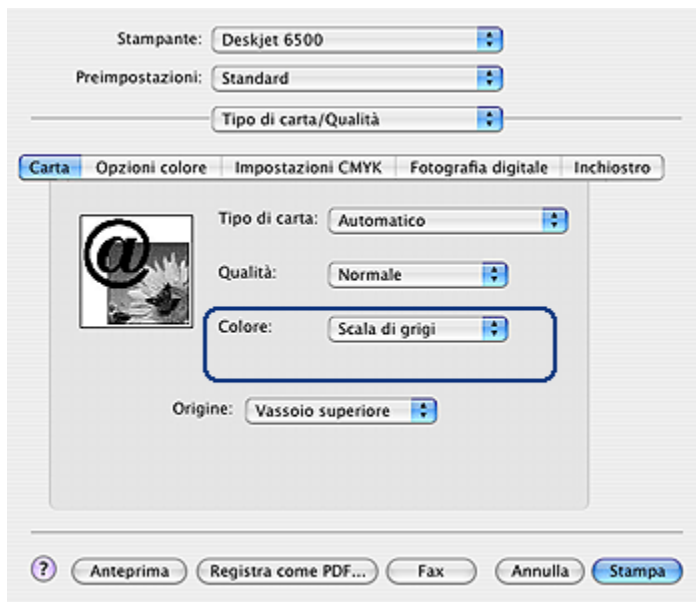 Stampante: Deskjet 6500
Preimpostazioni: Standard
Tipo di carta/Qualità
Carta Opzioni colore Impostazioni CMYK Fotografia digitale Inchiostro
@
Tipo di carta: Automatico
Qualità: Normale
Colore: Scala di grigi
Origine: Vassoio superiore
? Anteprima Registra come PDF... Fax Annulla Stampa